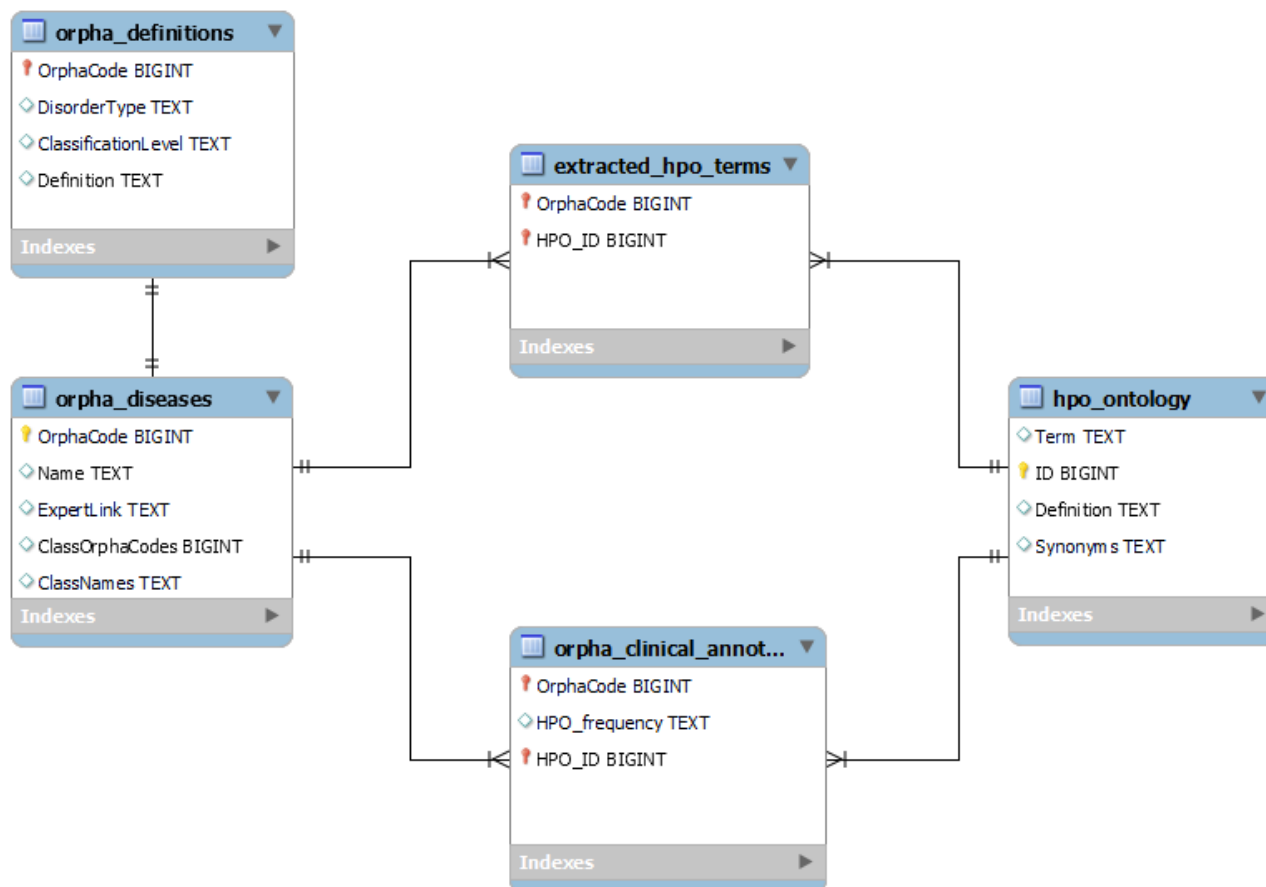 orpha_definitions
OrphaCode BIGINT
DisorderType TEXT
ClassificationLevel TEXT
Definition TEXT
Indexes
extracted_hpo_terms
OrphaCode BIGINT
HPO_ID BIGINT
Indexes
orpha_diseases
OrphaCode BIGINT
Name TEXT
ExpertLink TEXT
ClassOrphaCodes BIGINT
ClassNames TEXT
Indexes
hpo_ontology
Term TEXT
ID BIGINT
Definition TEXT
Synonyms TEXT
Indexes
orpha_clinical_annot...
OrphaCode BIGINT
HPO_frequency TEXT
HPO_ID BIGINT
Indexes